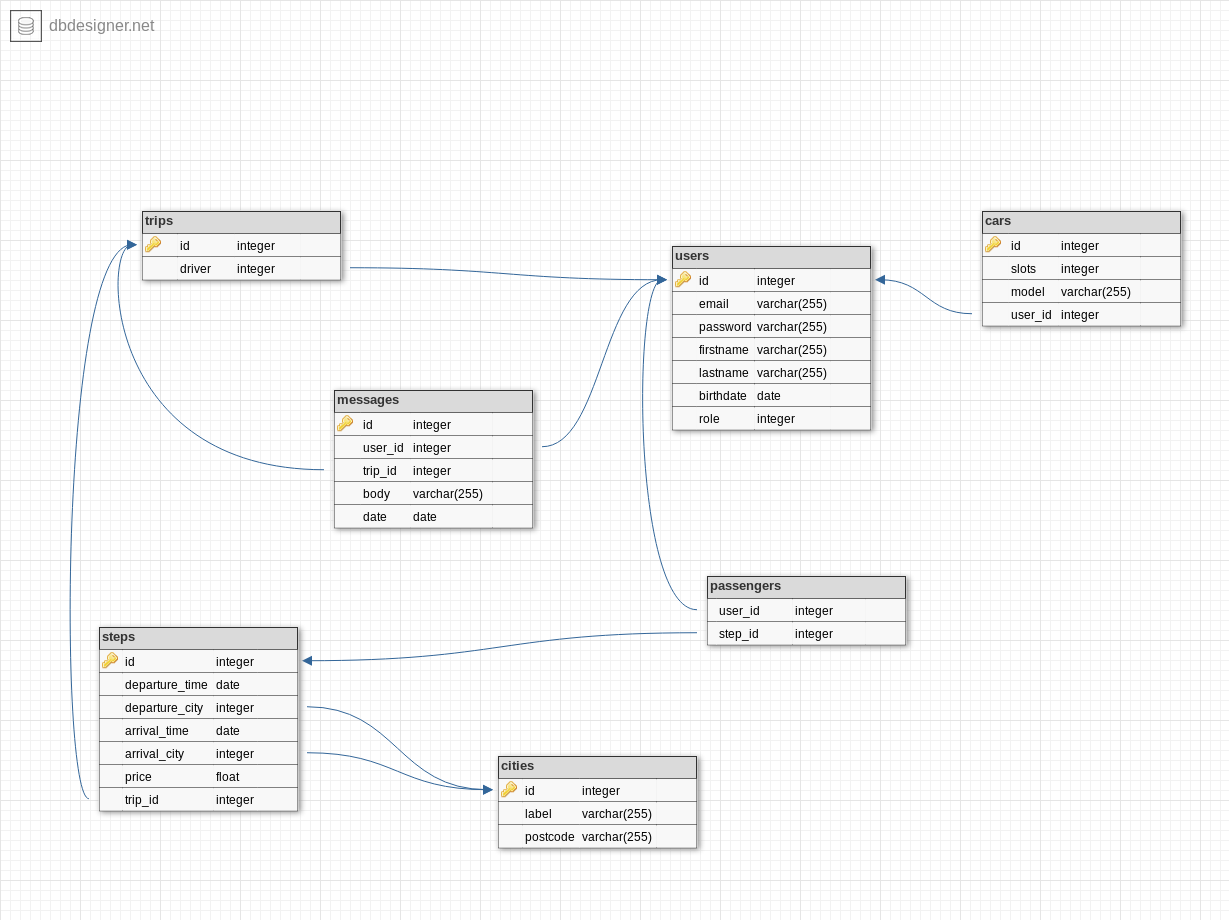 dbdesigner.net
trips
id integer
driver integer
users
id integer
email varchar(255)
password varchar(255)
firstname varchar(255)
lastname varchar(255)
birthdate date
role integer
cars
id integer
slots integer
model varchar(255)
user_id integer
messages
id integer
user_id integer
trip_id integer
body varchar(255)
date date
passengers
user_id integer
step_id integer
steps
id integer
departure_time date
departure_city integer
arrival_time date
arrival_city integer
price float
trip_id integer
cities
id integer
label varchar(255)
postcode varchar(255)